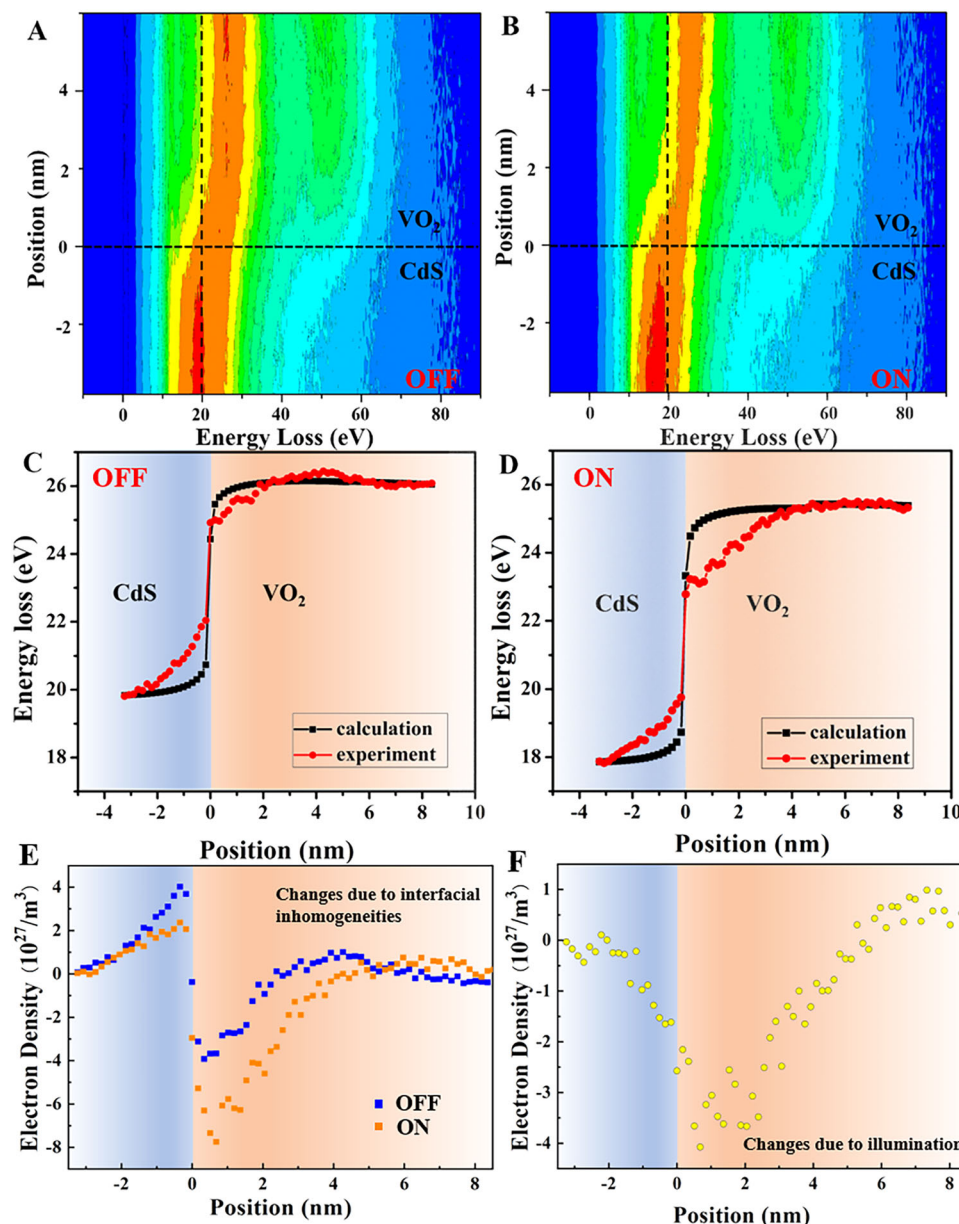 A
B
Position (nm)
4
2
0
-2
VO2
CdS
OFF
0 20 40 60 80
Energy Loss (eV)
Position (nm)
4
2
0
-2
VO2
CdS
ON
0 20 40 60 80
Energy Loss (eV)
C
OFF
Energy loss (eV)
26
24
22
20
18
CdS
VO2
calculation
experiment
-4 -2 0 2 4 6 8 10
Position (nm)
D
ON
Energy loss (eV)
26
24
22
20
18
CdS
VO2
calculation
experiment
-4 -2 0 2 4 6 8 10
Position (nm)
E
Electron Density (10^27/m^3)
4
2
0
-2
-4
-6
-8
Changes due to interfacial
inhomogeneities
OFF
ON
-2 0 2 4 6 8
Position (nm)
F
Electron Density (10^27/m^3)
1
0
-1
-2
-3
-4
Changes due to illumination
-2 0 2 4 6 8
Position (nm)